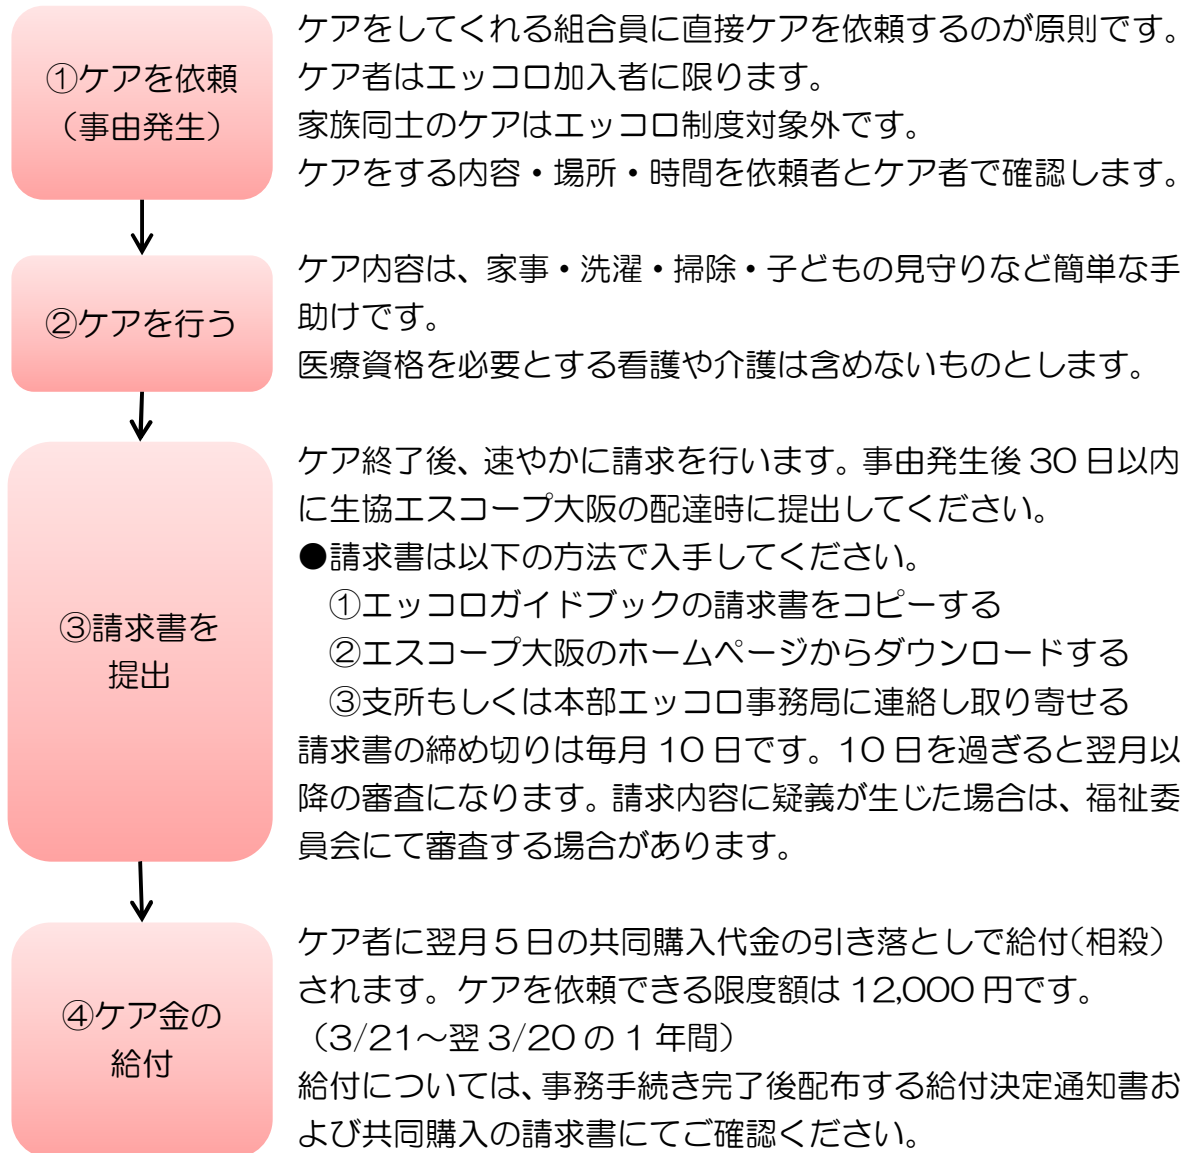 ①ケアを依頼
（事由発生）
ケアをしてくれる組合員に直接ケアを依頼するのが原則です。
ケア者はエッコロ加入者に限ります。
家族同士のケアはエッコロ制度対象外です。
ケアをする内容・場所・時間を依頼者とケア者で確認します。
②ケアを行う
ケア内容は、家事・洗濯・掃除・子どもの見守りなど簡単な手
助けです。
医療資格を必要とする看護や介護は含めないものとします。
③請求書を
提出
ケア終了後、速やかに請求を行います。事由発生後 30 日以内
に生協エスコープ大阪の配達時に提出してください。
●請求書は以下の方法で入手してください。
①エッコロガイドブックの請求書をコピーする
②エスコープ大阪のホームページからダウンロードする
③支所もしくは本部エッコロ事務局に連絡し取り寄せる
請求書の締め切りは毎月 10 日です。10 日を過ぎると翌月以
降の審査になります。請求内容に疑義が生じた場合は、福祉委
員会にて審査する場合があります。
④ケア金の
給付
ケア者に翌月５日の共同購入代金の引き落としで給付（相殺）
されます。ケアを依頼できる限度額は 12,000 円です。
（3/21～翌 3/20 の 1 年間）
給付については、事務手続き完了後配布する給付決定通知書お
よび共同購入の請求書にてご確認ください。